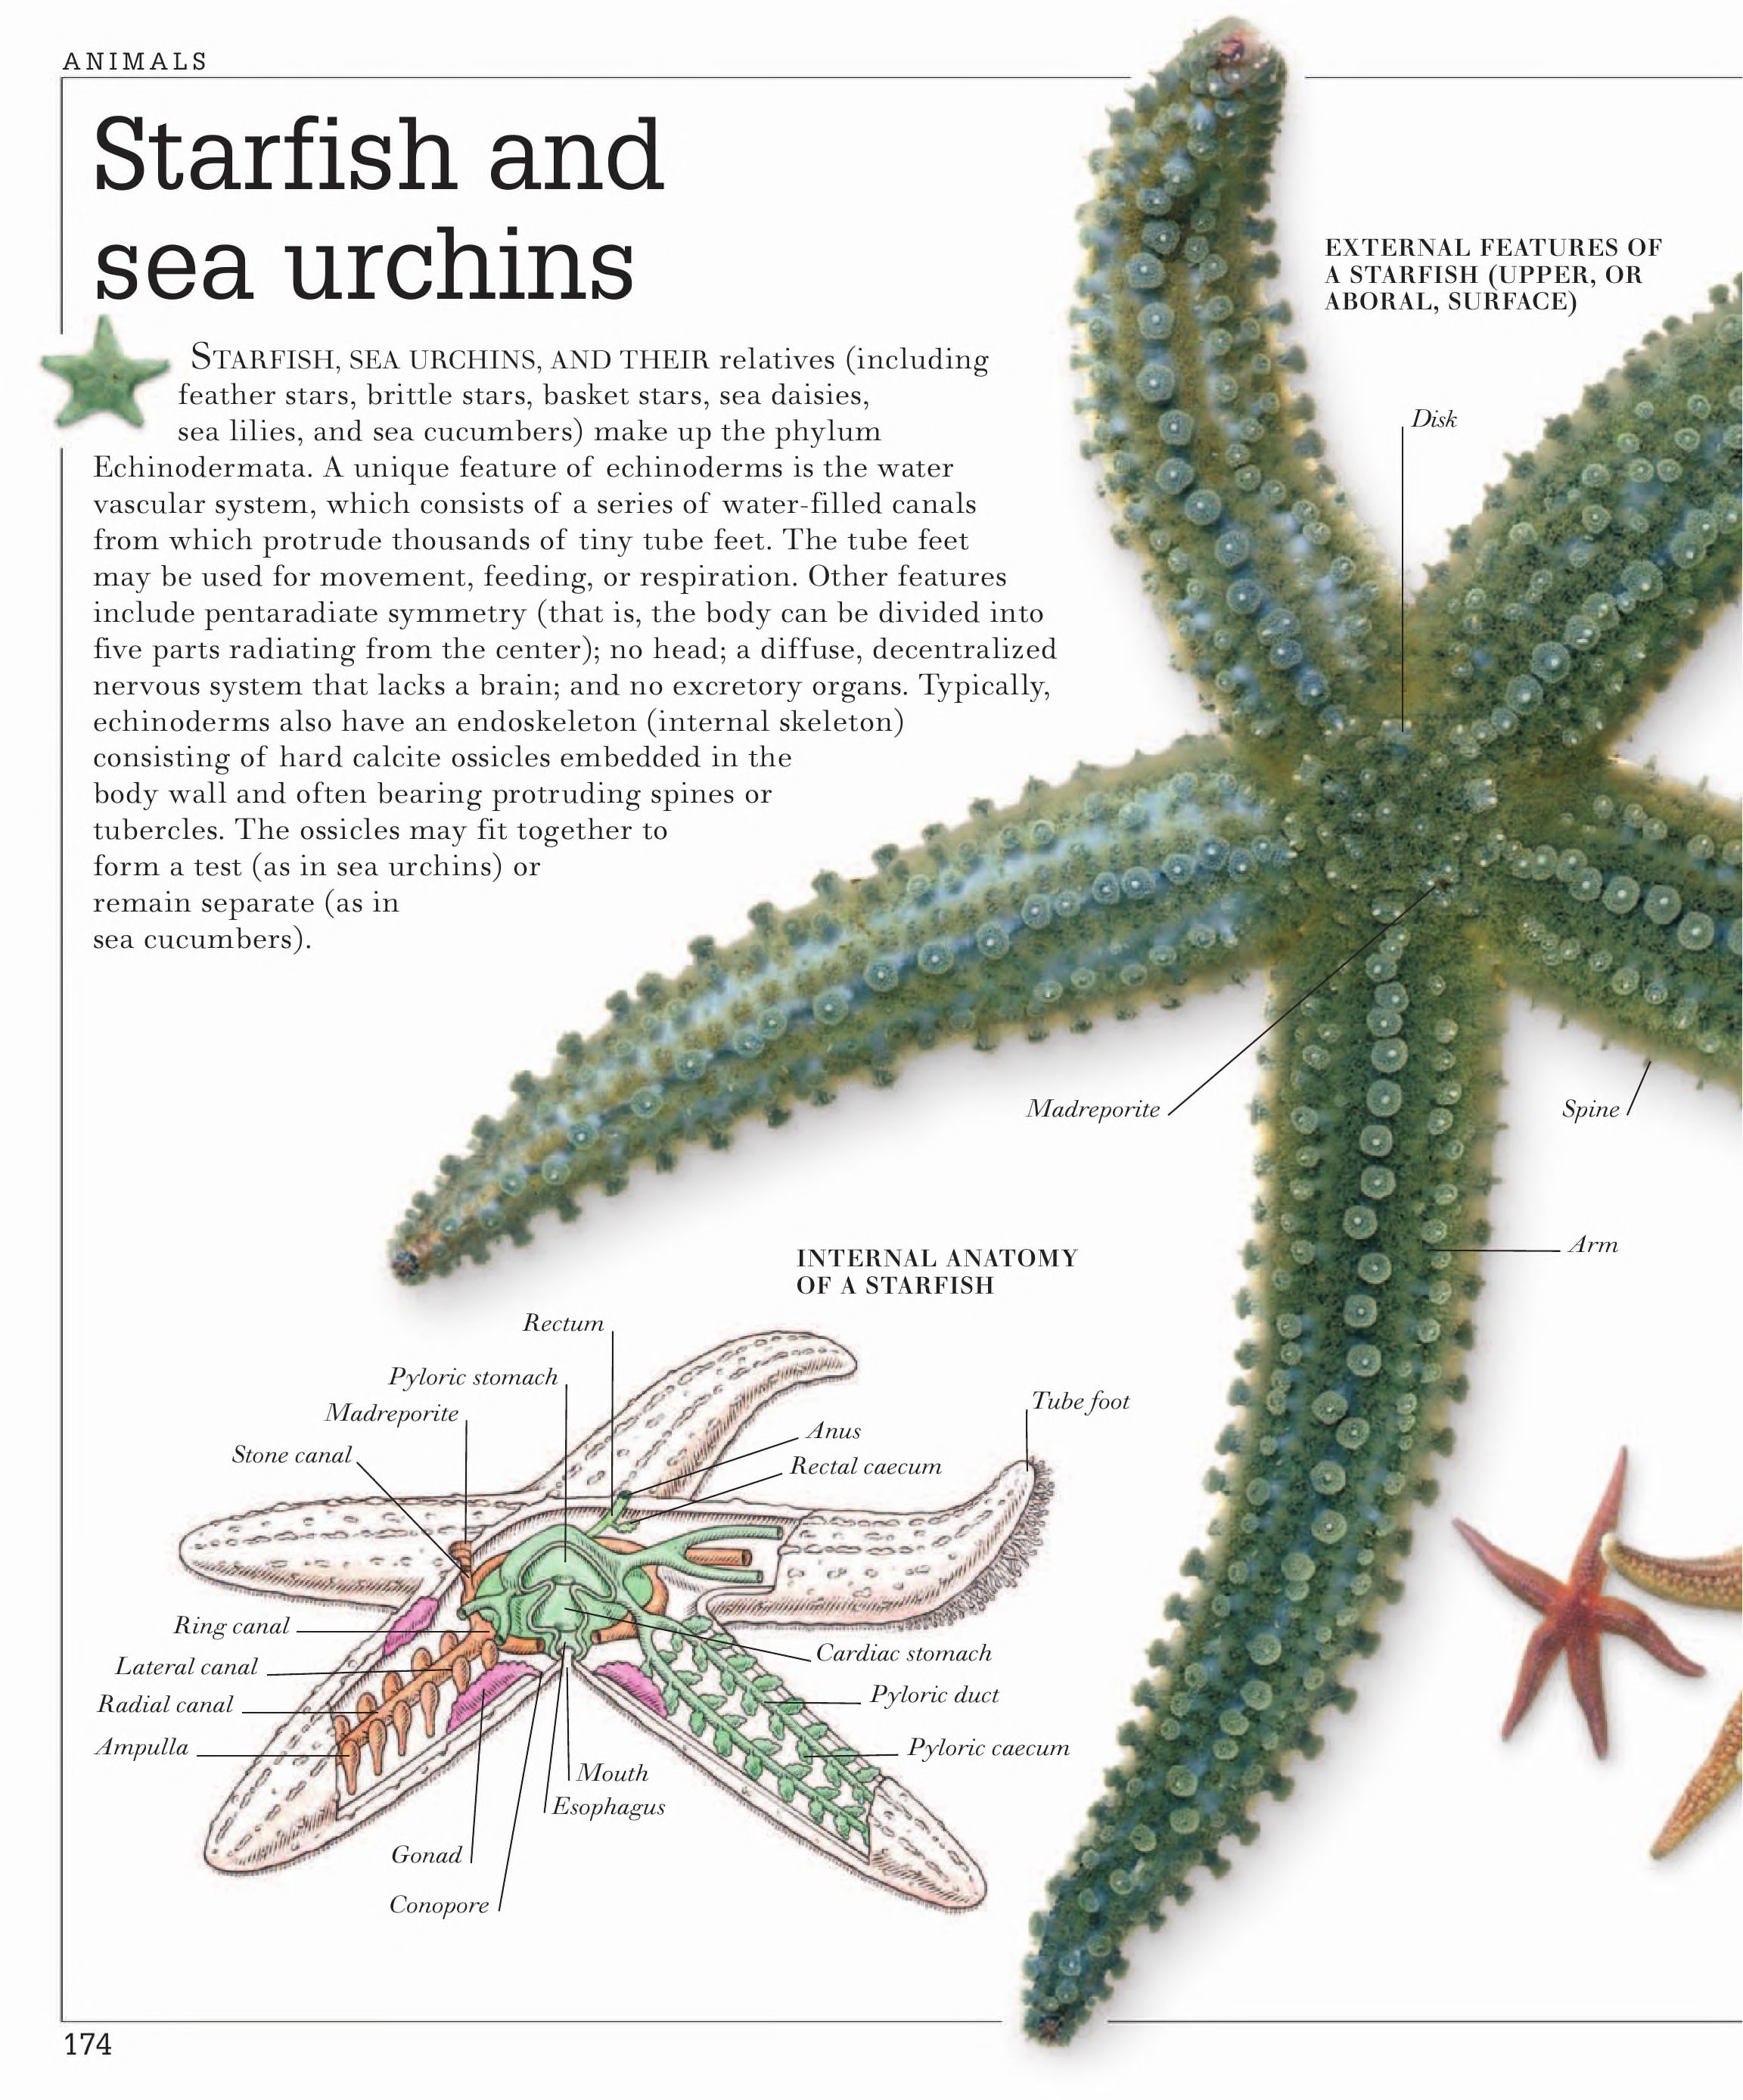 ANIMALS
Starfish and
sea urchins
STARFISH, SEA URCHINS, AND THEIR relatives (including
feather stars, brittle stars, basket stars, sea daisies,
sea lilies, and sea cucumbers) make up the phylum
Echinodermata. A unique feature of echinoderms is the water
vascular system, which consists of a series of water-filled canals
from which protrude thousands of tiny tube feet. The tube feet
may be used for movement, feeding, or respiration. Other features
include pentaradiate symmetry (that is, the body can be divided into
five parts radiating from the center); no head; a diffuse, decentralized
nervous system that lacks a brain; and no excretory organs. Typically,
echinoderms also have an endoskeleton (internal skeleton)
consisting of hard calcite ossicles embedded in the
body wall and often bearing protruding spines or
tubercles. The ossicles may fit together to
form a test (as in sea urchins) or
remain separate (as in
sea cucumbers).
EXTERNAL FEATURES OF
A STARFISH (UPPER, OR
ABORAL, SURFACE)
Disk
Madreporite
Spine
Arm
INTERNAL ANATOMY
OF A STARFISH
Rectum
Pyloric stomach
Madreporite
Stone canal
Tube foot
Anus
Rectal caecum
Ring canal
Lateral canal
Radial canal
Ampulla
Cardiac stomach
Pyloric duct
Pyloric caecum
Mouth
Esophagus
Gonad
Conopore
174